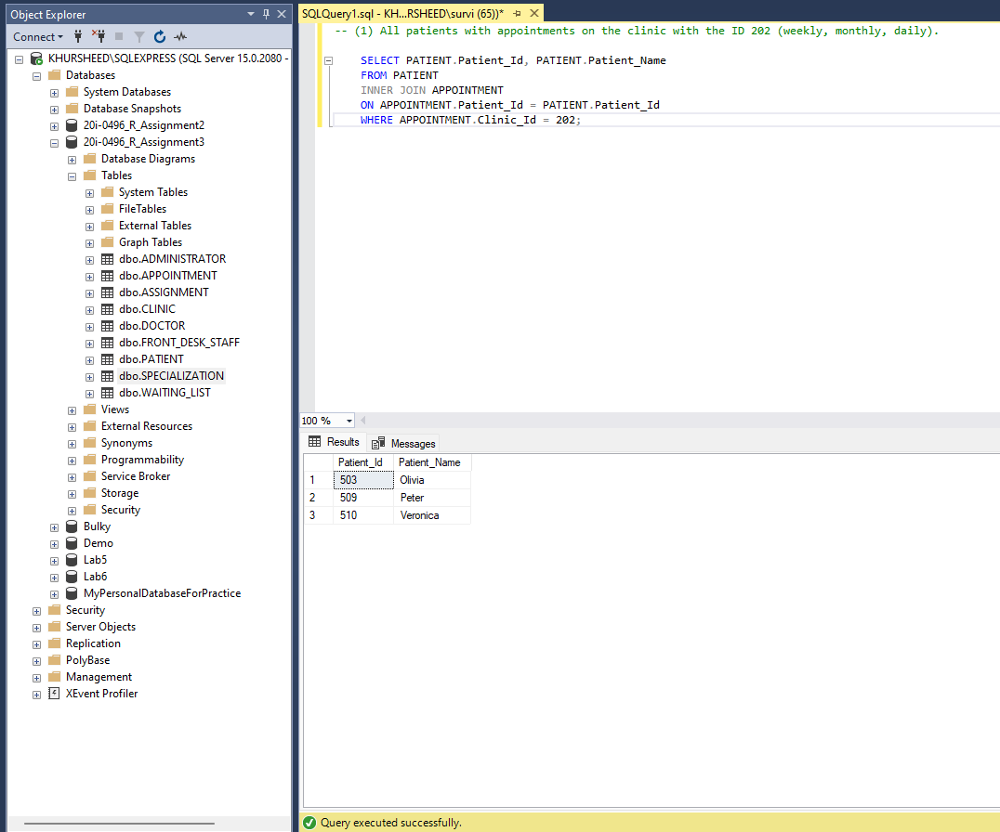 Object Explorer
Connect
KHURSHEED\SQLEXPRESS (SQL Server 15.0.2080 -
Databases
System Databases
Database Snapshots
20i-0496_R_Assignment2
20i-0496_R_Assignment3
Database Diagrams
Tables
System Tables
FileTables
External Tables
Graph Tables
dbo.ADMINISTRATOR
dbo.APPOINTMENT
dbo.ASSIGNMENT
dbo.CLINIC
dbo.DOCTOR
dbo.FRONT_DESK_STAFF
dbo.PATIENT
dbo.SPECIALIZATION
dbo.WAITING_LIST
Views
External Resources
Synonyms
Programmability
Service Broker
Storage
Security
Bulky
Demo
Lab5
Lab6
MyPersonalDatabaseForPractice
Security
Server Objects
Replication
PolyBase
Management
XEvent Profiler
SQLQuery1.sql - KH...RSHEED\survi (65))*
-- (1) All patients with appointments on the clinic with the ID 202 (weekly, monthly, daily).
SELECT PATIENT.Patient_Id, PATIENT.Patient_Name
FROM PATIENT
INNER JOIN APPOINTMENT
ON APPOINTMENT.Patient_Id = PATIENT.Patient_Id
WHERE APPOINTMENT.Clinic_Id = 202;
100 %
Results Messages
Patient_Id Patient_Name
1 503 Olivia
2 509 Peter
3 510 Veronica
Query executed successfully.